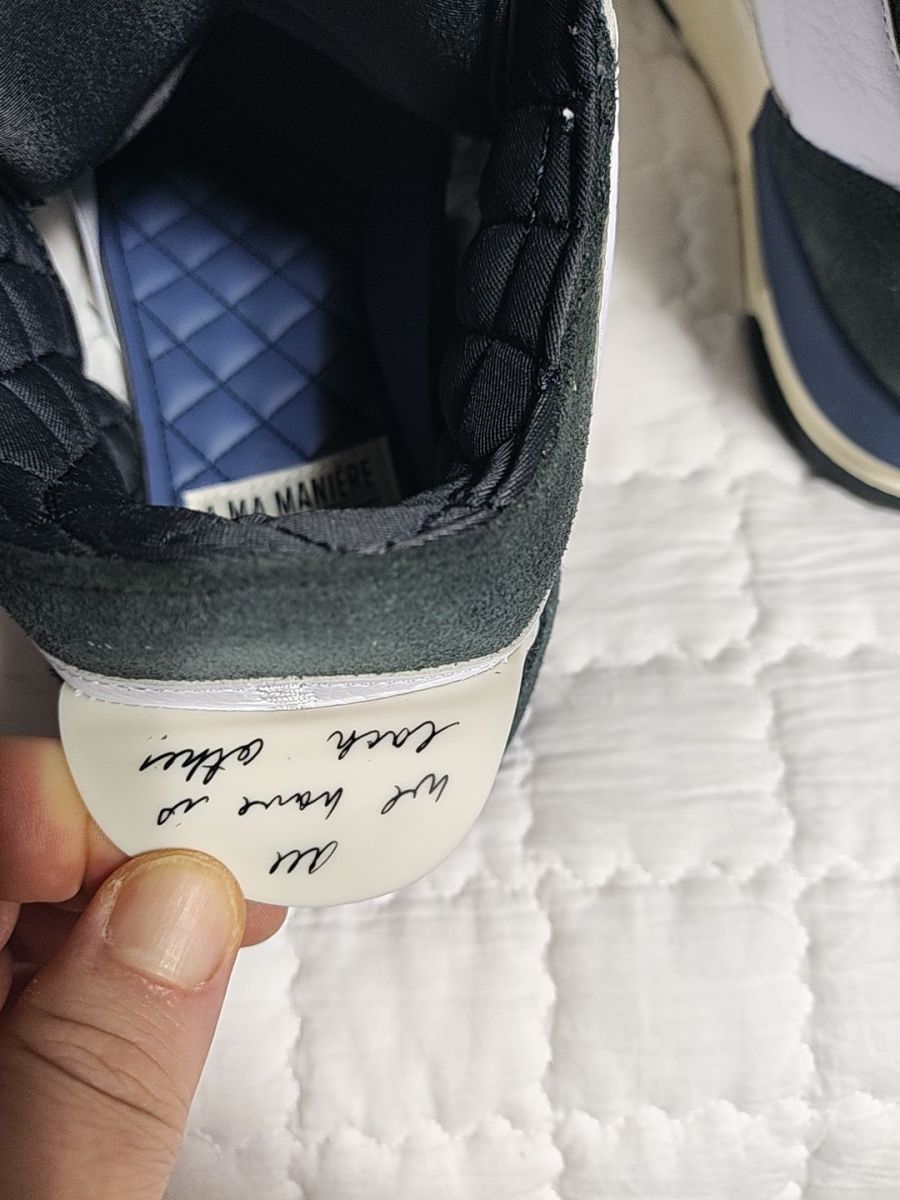 A MA MANIÉRE
all
we have is
each other